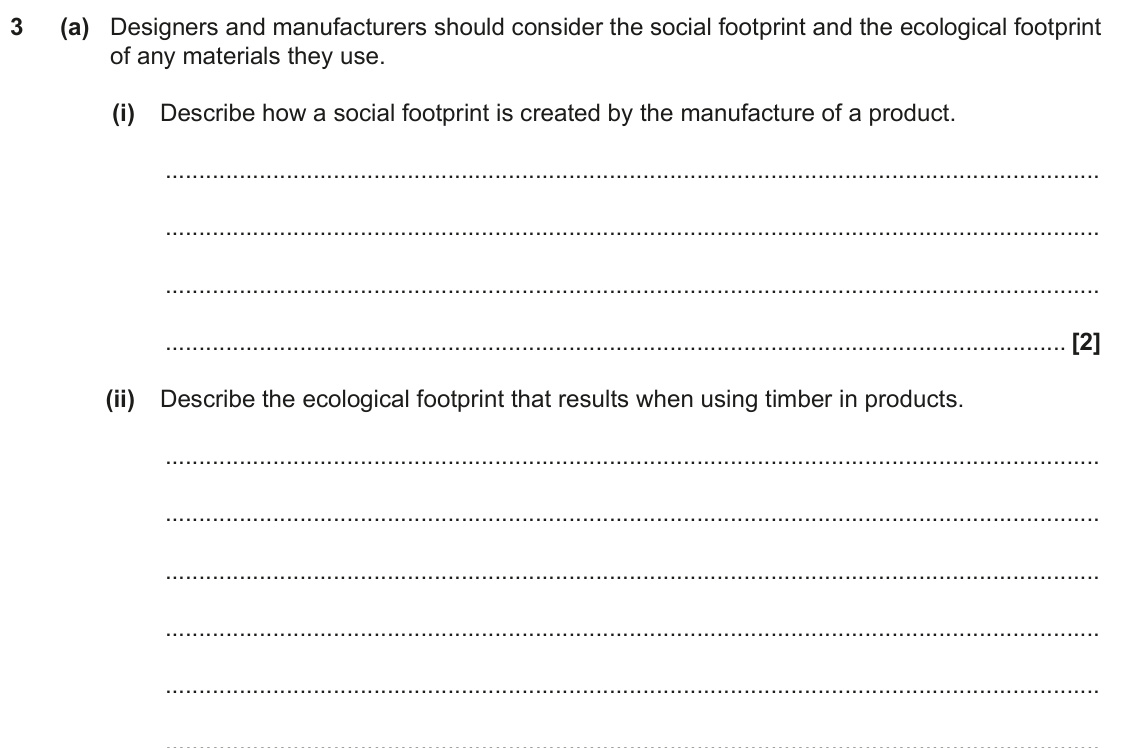 3 (a) Designers and manufacturers should consider the social footprint and the ecological footprint
of any materials they use.
(i) Describe how a social footprint is created by the manufacture of a product.
..........................................................................................................................................
..........................................................................................................................................
..........................................................................................................................................
..................................................................................................................................... [2]
(ii) Describe the ecological footprint that results when using timber in products.
..........................................................................................................................................
..........................................................................................................................................
..........................................................................................................................................
..........................................................................................................................................
..........................................................................................................................................
..........................................................................................................................................